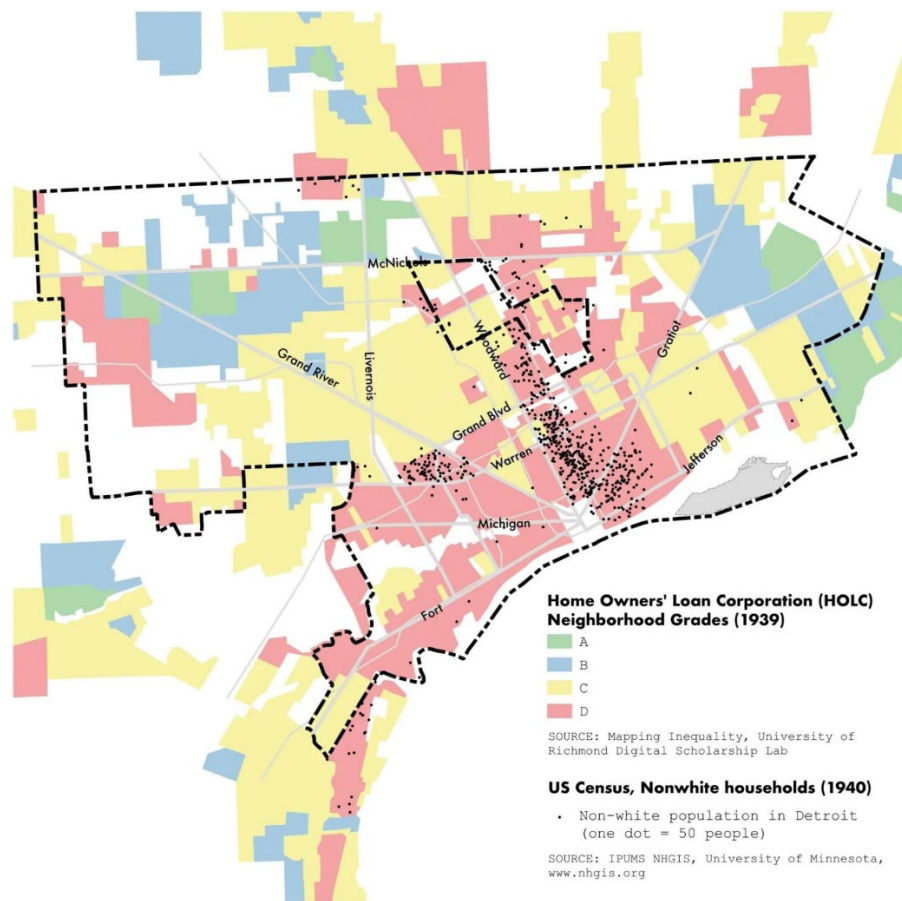 McNichols
Woodward
Gratiot
Livernois
Grand River
Grand Blvd
Warren
Jefferson
Michigan
Fort
Home Owners' Loan Corporation (HOLC)
Neighborhood Grades (1939)
A
B
C
D
SOURCE: Mapping Inequality, University of
Richmond Digital Scholarship Lab
US Census, Nonwhite households (1940)
Non-white population in Detroit
(one dot = 50 people)
SOURCE: IPUMS NHGIS, University of Minnesota,
www.nhgis.org